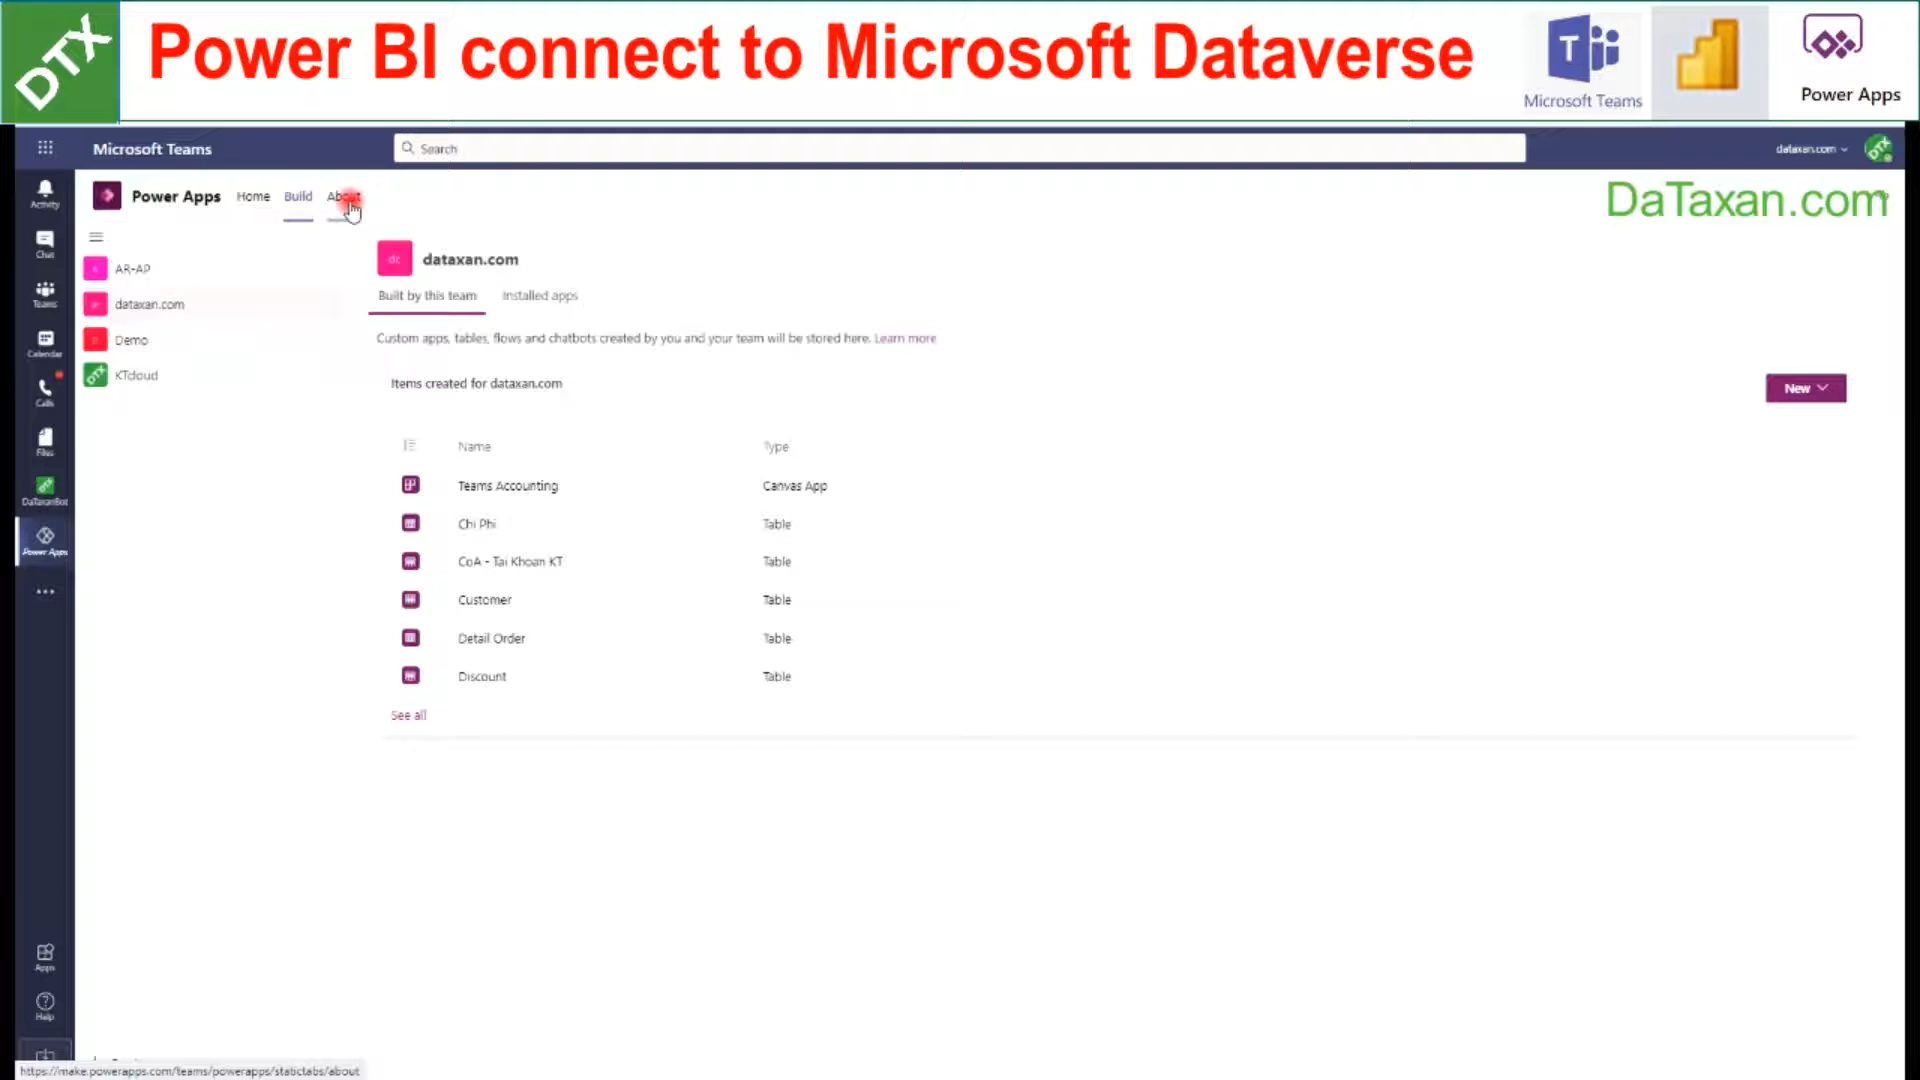 DTX
Power BI connect to Microsoft Dataverse
Microsoft Teams
Power Apps
Microsoft Teams
Search
dataxan.com
DTX
DaTaxan.com
Activity
Chat
Teams
Calendar
Calls
Files
DaTaxanBot
Power Apps
Apps
Help
Power Apps
Home
Build
About
AR-AP
dataxan.com
Demo
KTcloud
dc
dataxan.com
Built by this team
Installed apps
Custom apps, tables, flows and chatbots created by you and your team will be stored here. Learn more
Items created for dataxan.com
New
Name
Type
Teams Accounting
Canvas App
Chi Phi
Table
CoA - Tai Khoan KT
Table
Customer
Table
Detail Order
Table
Discount
Table
See all
https://make.powerapps.com/teams/powerapps/statictabs/about